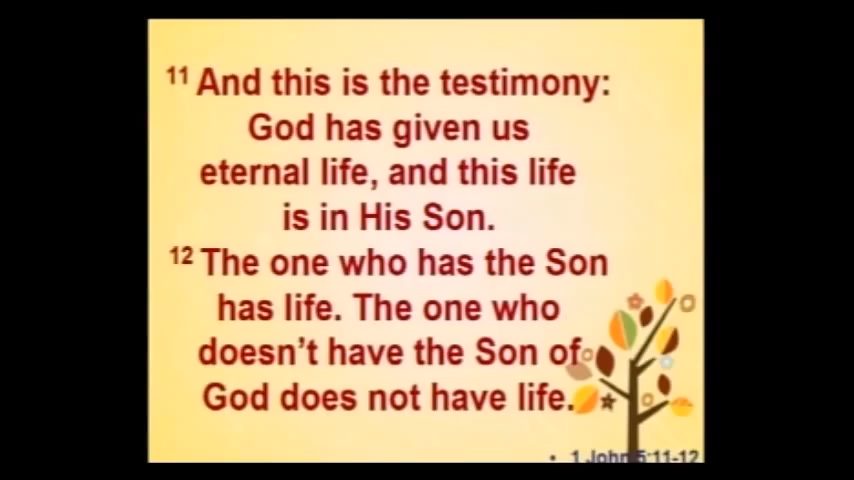 11 And this is the testimony:
God has given us
eternal life, and this life
is in His Son.
12 The one who has the Son
has life. The one who
doesn’t have the Son of
God does not have life.
• 1 John 5:11-12